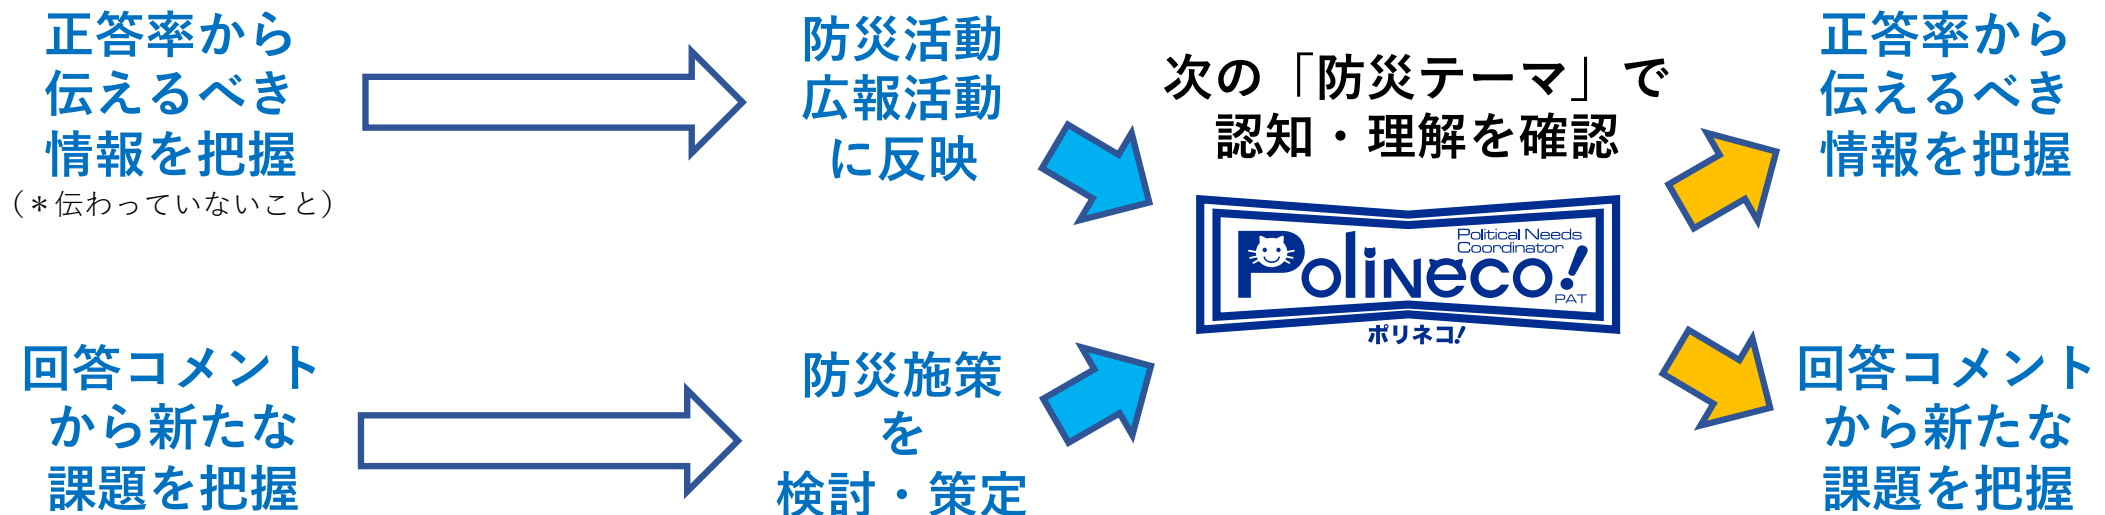 正答率から
伝えるべき
情報を把握
（＊伝わっていないこと）
防災活動
広報活動
に反映
次の「防災テーマ」で
認知・理解を確認
Political Needs
Coordinator
Polineco!
PAT
ポリネコ!
正答率から
伝えるべき
情報を把握
回答コメント
から新たな
課題を把握
防災施策
を
検討・策定
回答コメント
から新たな
課題を把握